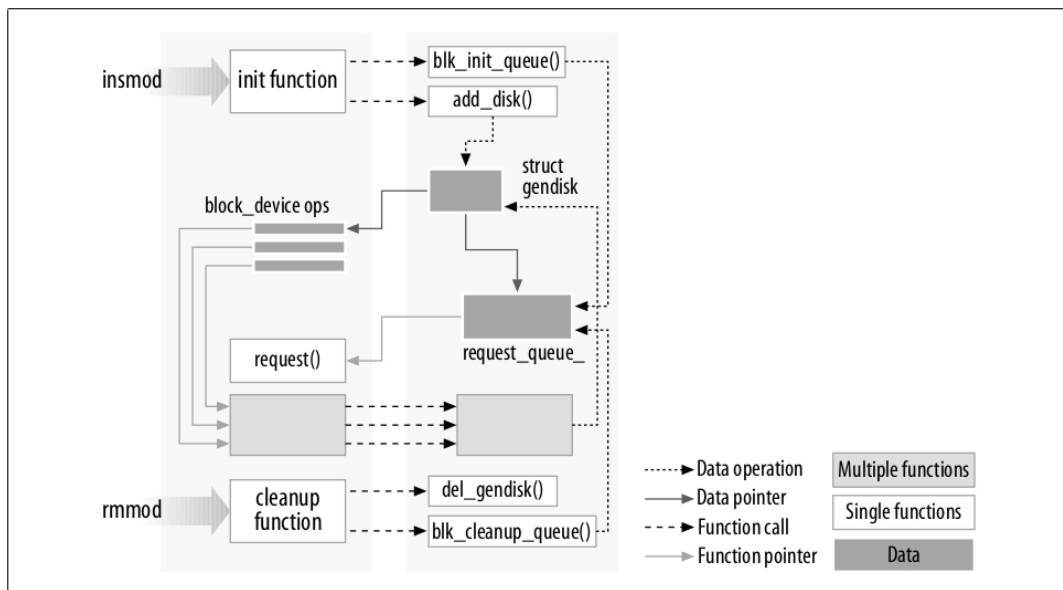 blk_init_queue()
insmod
init function
add_disk()
struct
gendisk
block_device ops
request()
request_queue_
Data operation
Multiple functions
Data pointer
Function call
Single functions
Function pointer
Data
rmmod
cleanup
function
del_gendisk()
blk_cleanup_queue()